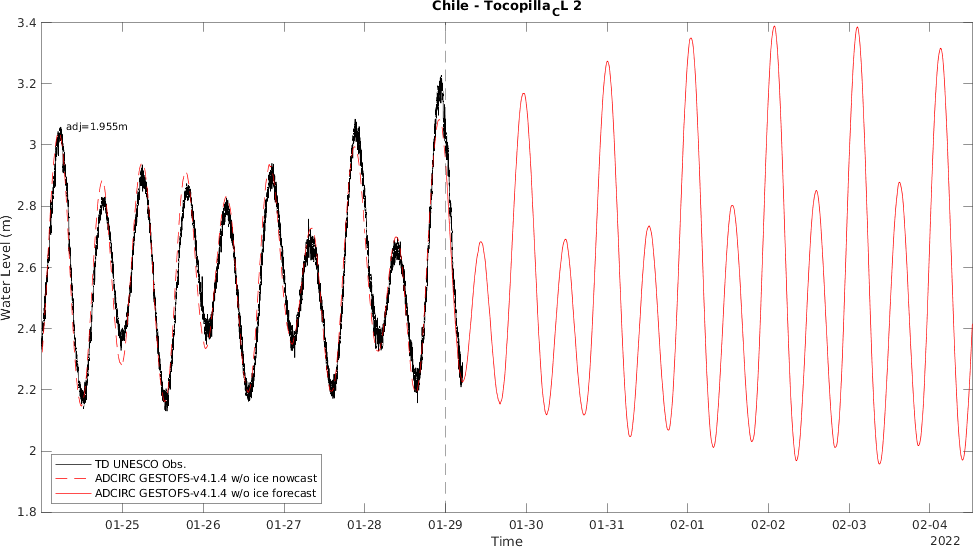 Chile - Tocopilla_CL 2
3.4
3.2
3
2.8
2.6
2.4
2.2
2
1.8
Water Level (m)
adj=1.955m
TD UNESCO Obs.
ADCIRC GESTOFS-v4.1.4 w/o ice nowcast
ADCIRC GESTOFS-v4.1.4 w/o ice forecast
01-25 01-26 01-27 01-28 01-29 01-30 01-31 02-01 02-02 02-03 02-04
Time
2022